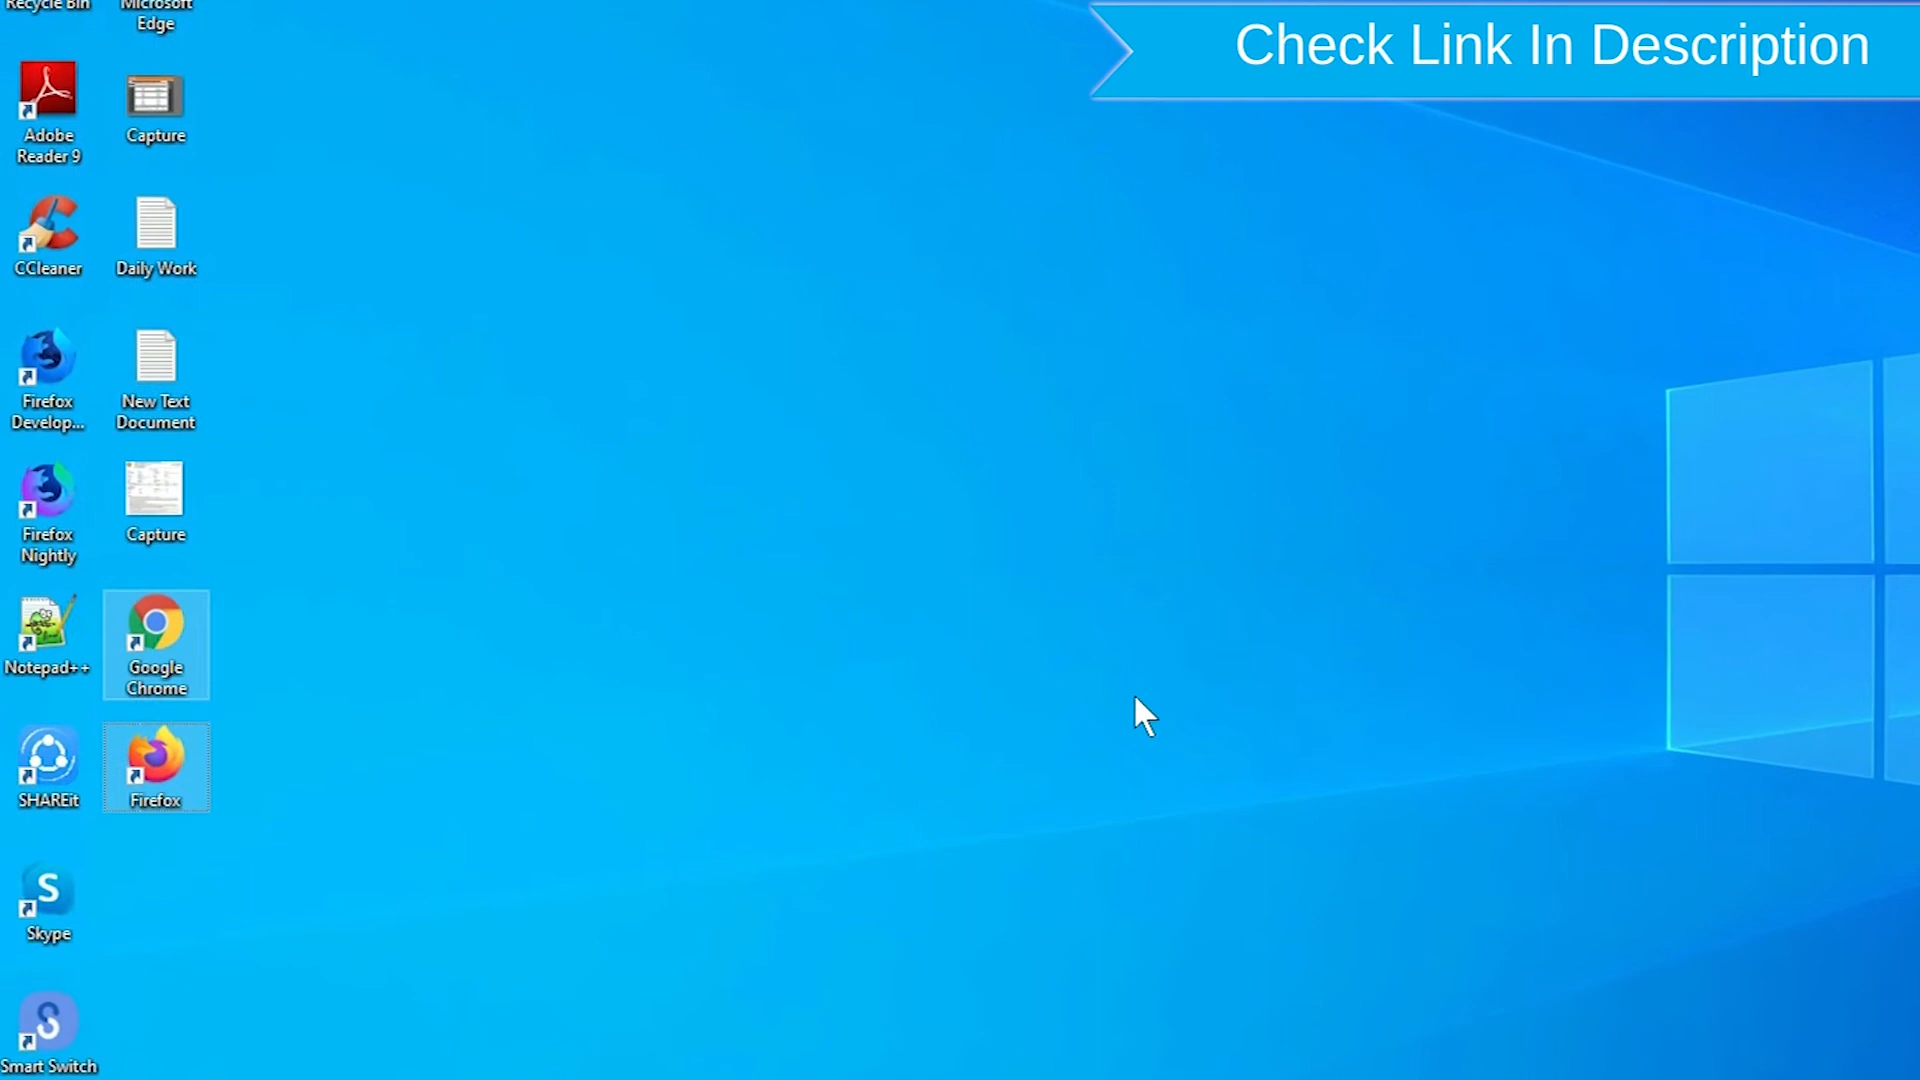 Recycle Bin
Microsoft
Edge
Check Link In Description
Adobe
Reader 9
Capture
CCleaner
Daily Work
Firefox
Develop...
New Text
Document
Firefox
Nightly
Capture
Notepad++
Google
Chrome
SHAREit
Firefox
S
Skype
S
Smart Switch